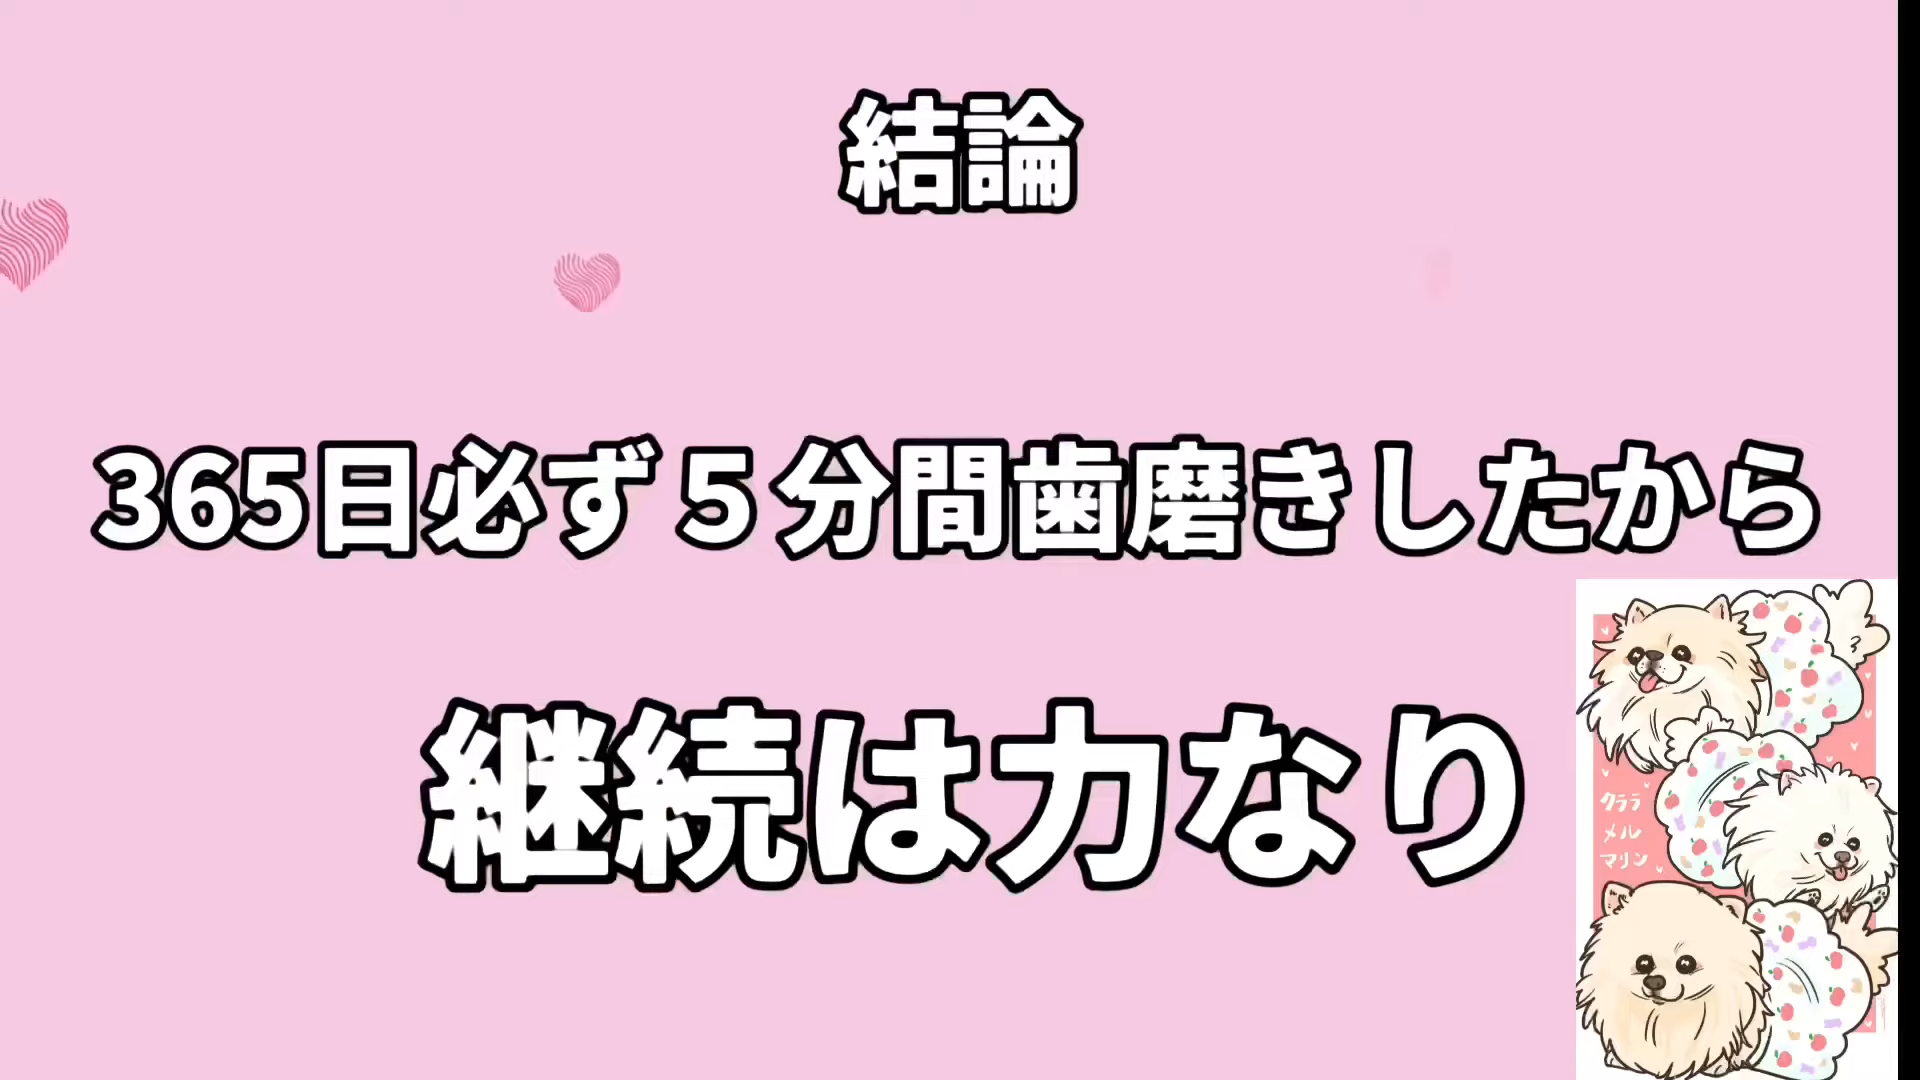 結論
365日必ず５分間歯磨きしたから
継続は力なり
クララ
メル
マリン